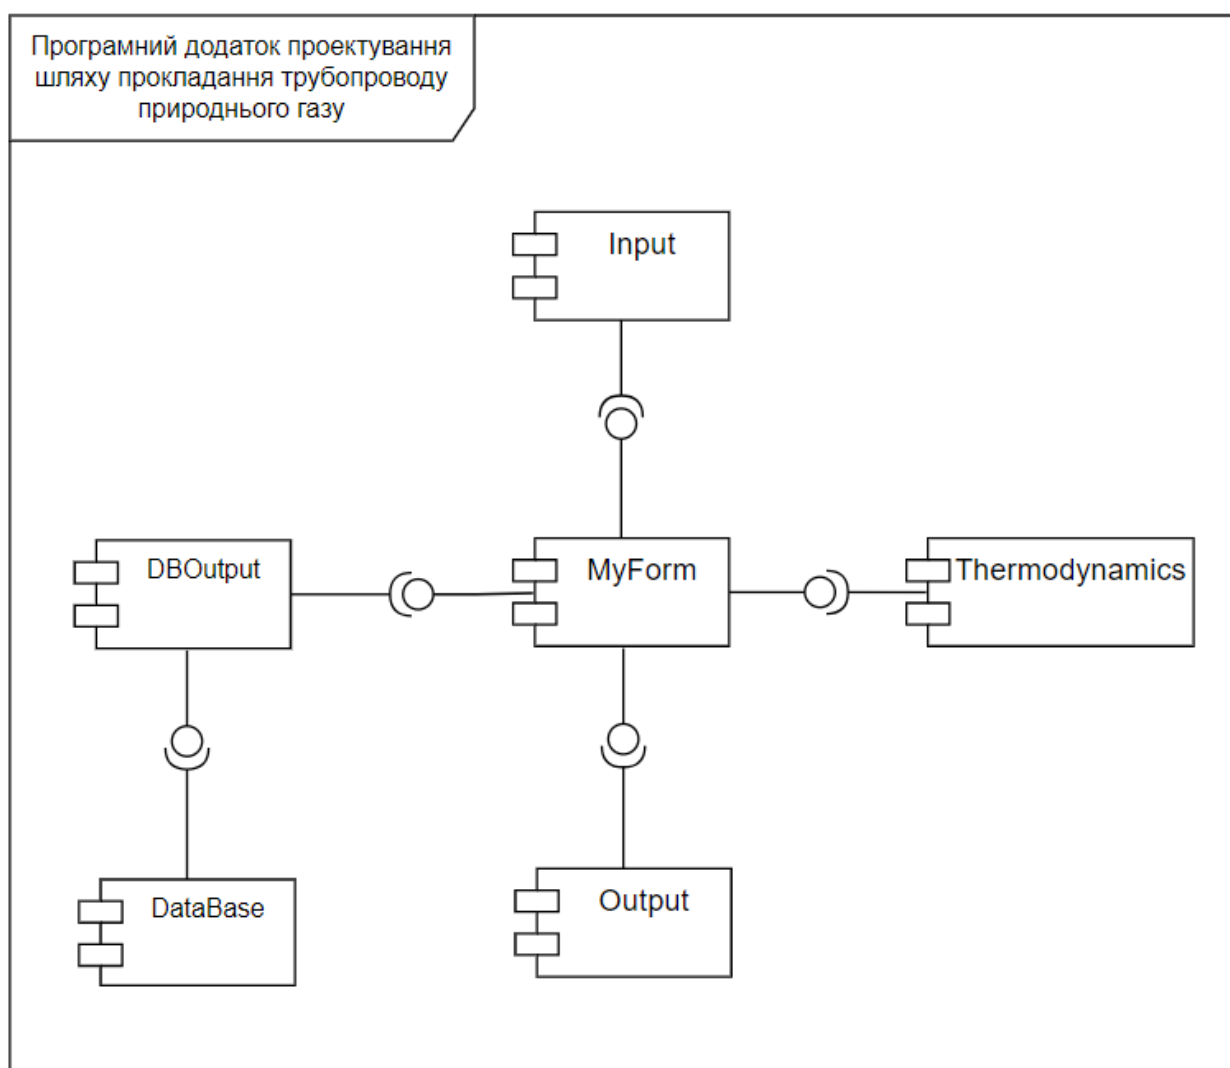 Програмний додаток проектування
шляху прокладання трубопроводу
природнього газу
Input
DBOutput
MyForm
Thermodynamics
DataBase
Output